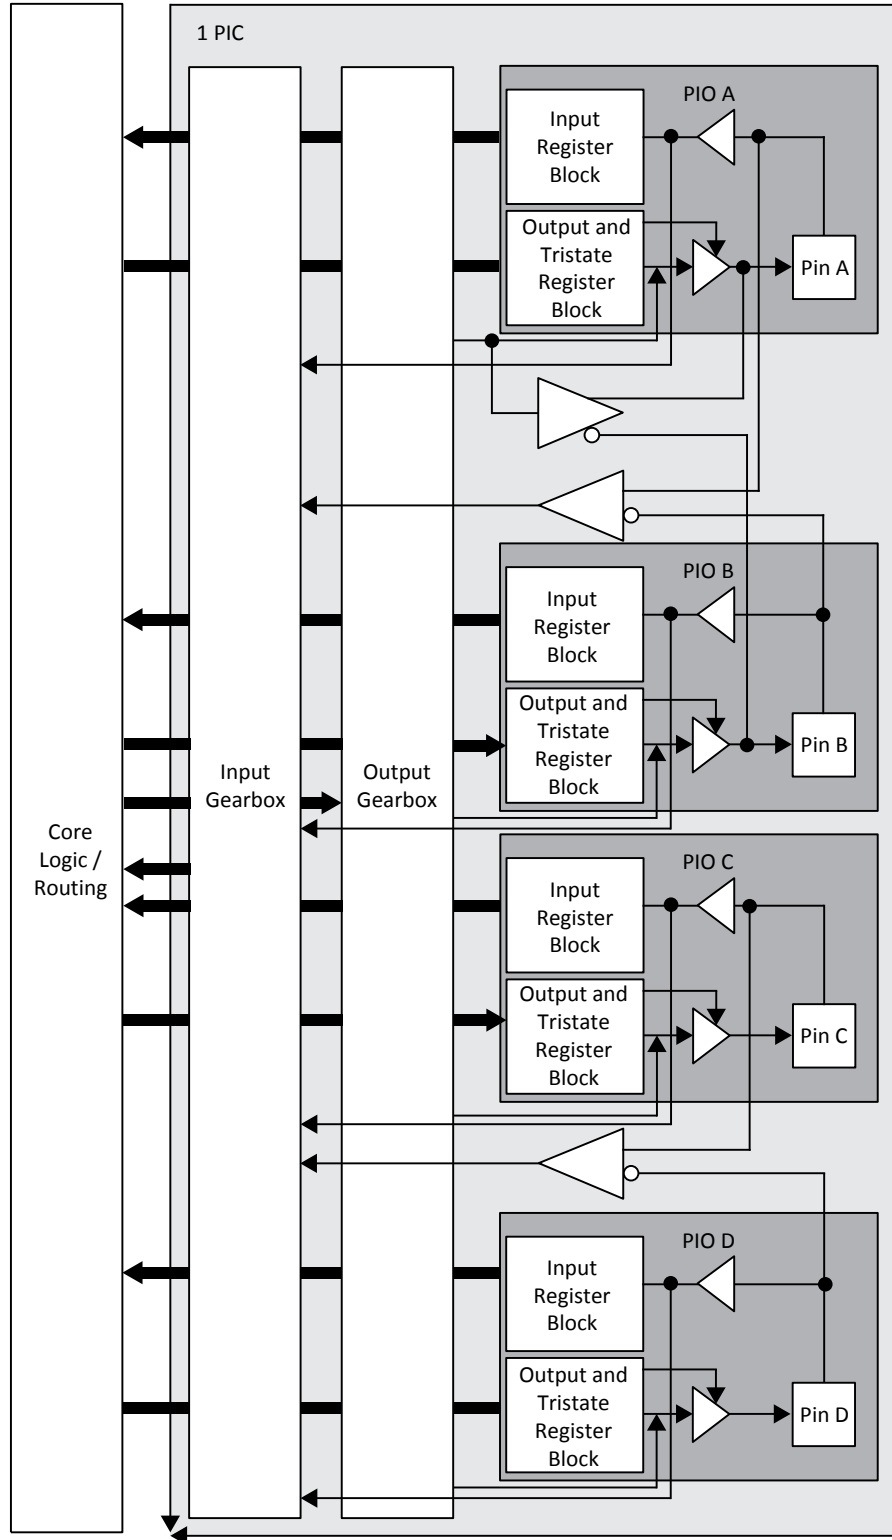 1 PIC
PIO A
Input
Register
Block
Output and
Tristate
Register
Block
Pin A
PIO B
Input
Register
Block
Output and
Tristate
Register
Block
Pin B
Input
Gearbox
Output
Gearbox
Core
Logic /
Routing
PIO C
Input
Register
Block
Output and
Tristate
Register
Block
Pin C
PIO D
Input
Register
Block
Output and
Tristate
Register
Block
Pin D